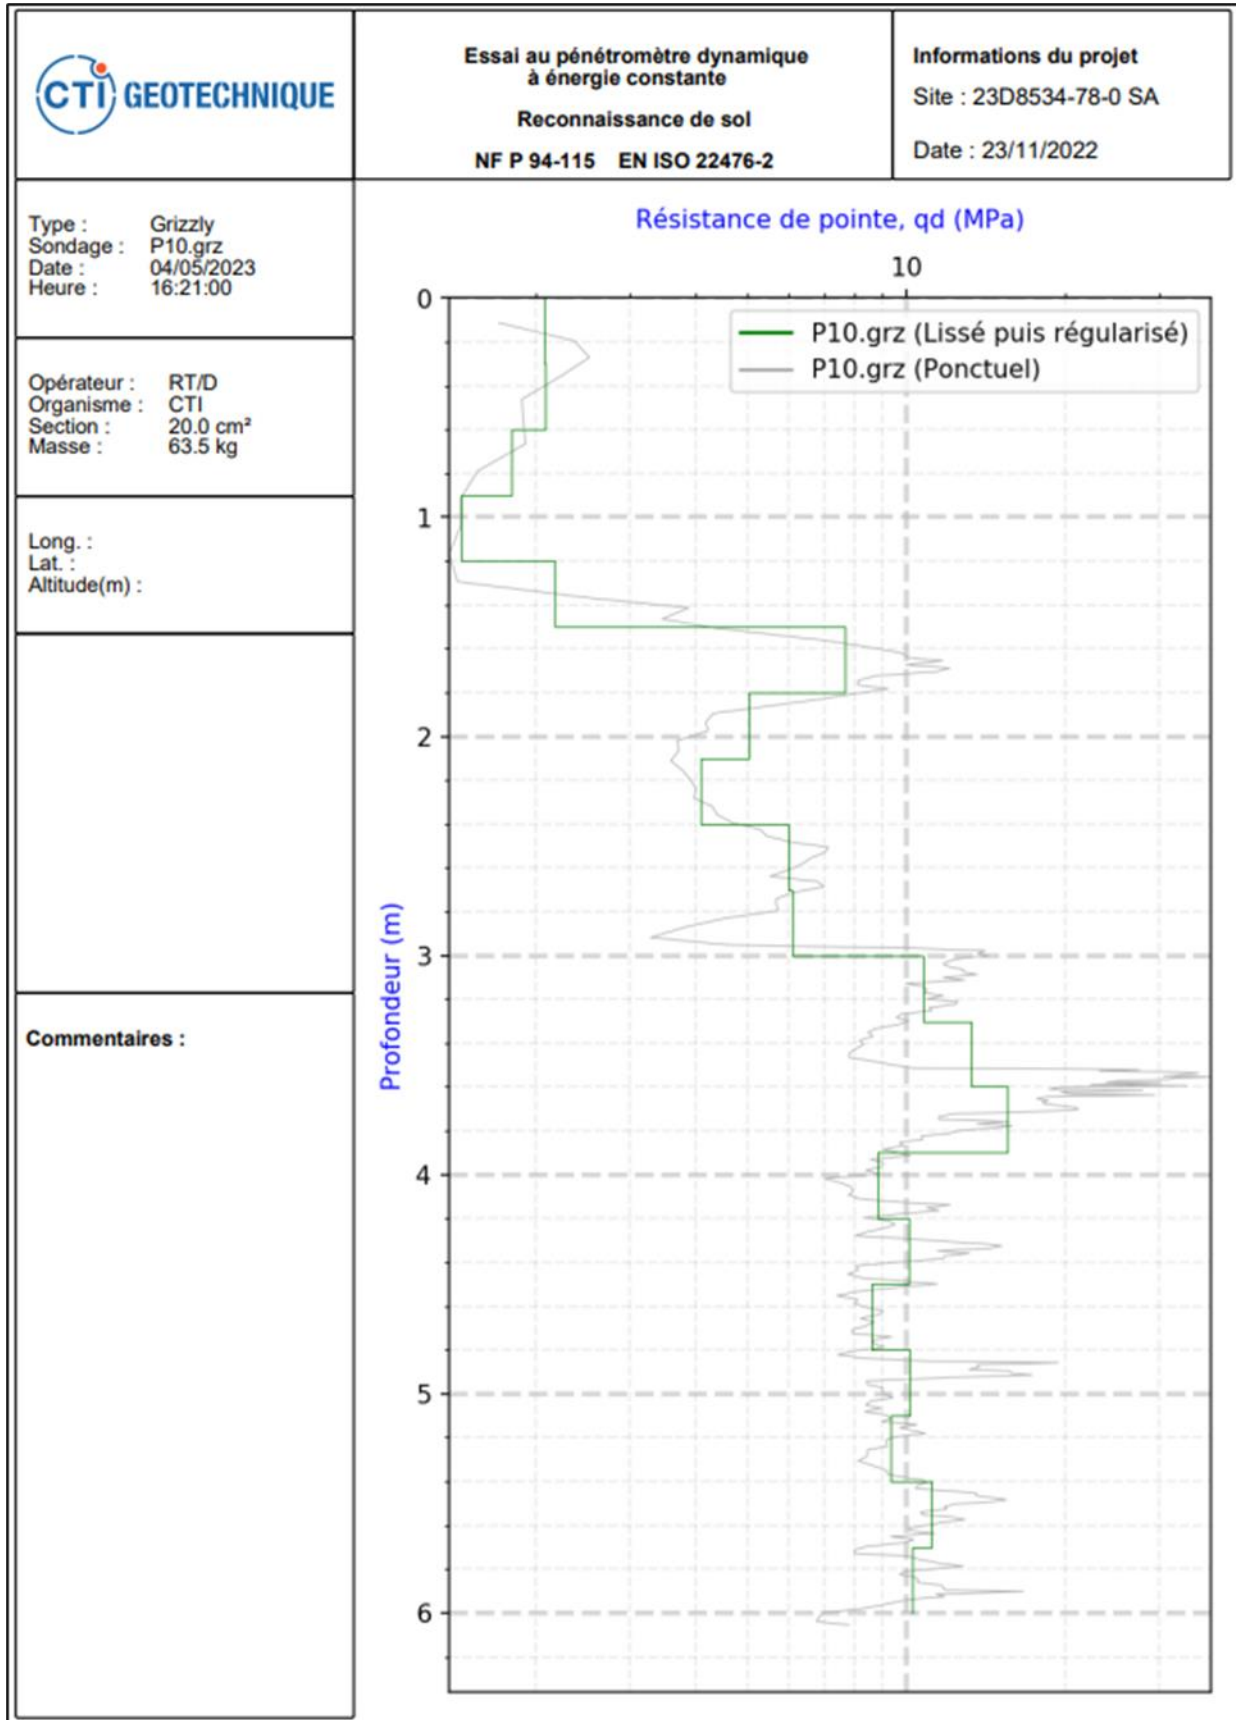 CTi GEOTECHNIQUE
Essai au pénétromètre dynamique
à énergie constante
Reconnaissance de sol
NF P 94-115 EN ISO 22476-2
Informations du projet
Site : 23D8534-78-0 SA
Date : 23/11/2022
Type : Grizzly
Sondage : P10.grz
Date : 04/05/2023
Heure : 16:21:00
Opérateur : RT/D
Organisme : CTI
Section : 20.0 cm²
Masse : 63.5 kg
Long. :
Lat. :
Altitude(m) :
Commentaires :
Résistance de pointe, qd (MPa)
10
P10.grz (Lissé puis régularisé)
P10.grz (Ponctuel)
Profondeur (m)
0
1
2
3
4
5
6